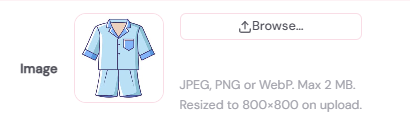 Browse...
Image
JPEG, PNG or WebP. Max 2 MB.
Resized to 800×800 on upload.